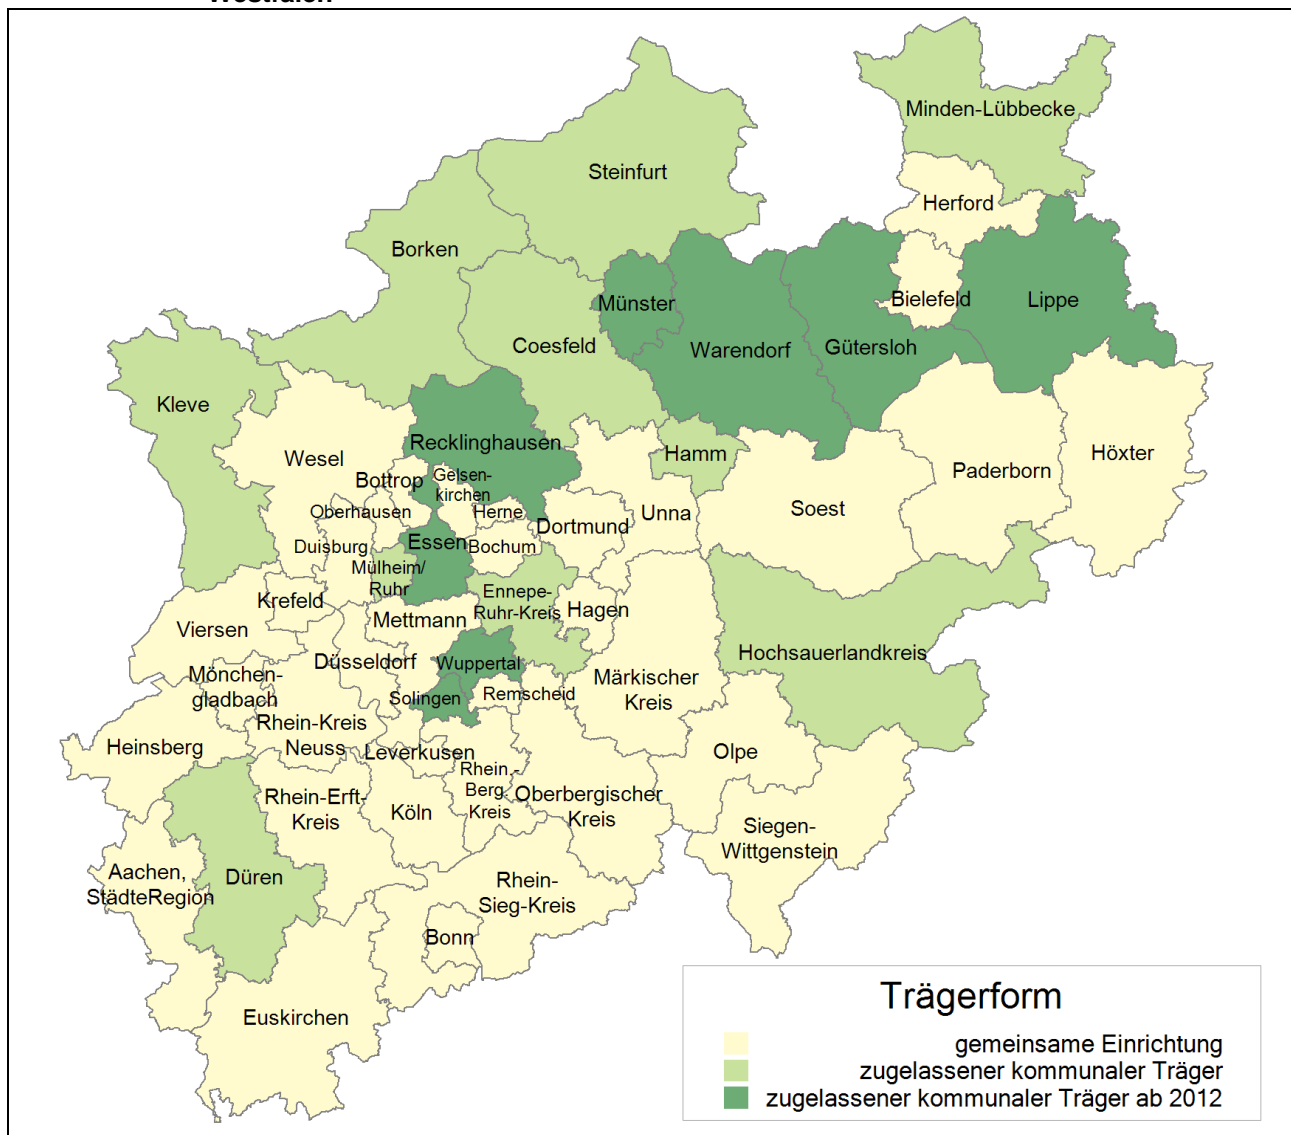 Westfalen
Minden-Lübbecke
Steinfurt
Herford
Borken
Münster
Bielefeld
Lippe
Coesfeld
Warendorf
Gütersloh
Kleve
Recklinghausen
Hamm
Höxter
Wesel
Paderborn
Bottrop
Gelsen-
kirchen
Oberhausen
Herne
Dortmund
Unna
Soest
Duisburg
Essen
Bochum
Mülheim/
Ruhr
Ennepe-
Ruhr-Kreis
Krefeld
Hagen
Mettmann
Viersen
Düsseldorf
Wuppertal
Hochsauerlandkreis
Mönchen-
gladbach
Solingen
Remscheid
Märkischer
Kreis
Rhein-Kreis
Neuss
Heinsberg
Leverkusen
Olpe
Rhein.-
Berg.
Kreis
Rhein-Erft-
Kreis
Köln
Oberbergischer
Kreis
Siegen-
Wittgenstein
Aachen,
StädteRegion
Düren
Rhein-
Sieg-Kreis
Bonn
Euskirchen
Trägerform
gemeinsame Einrichtung
zugelassener kommunaler Träger
zugelassener kommunaler Träger ab 2012